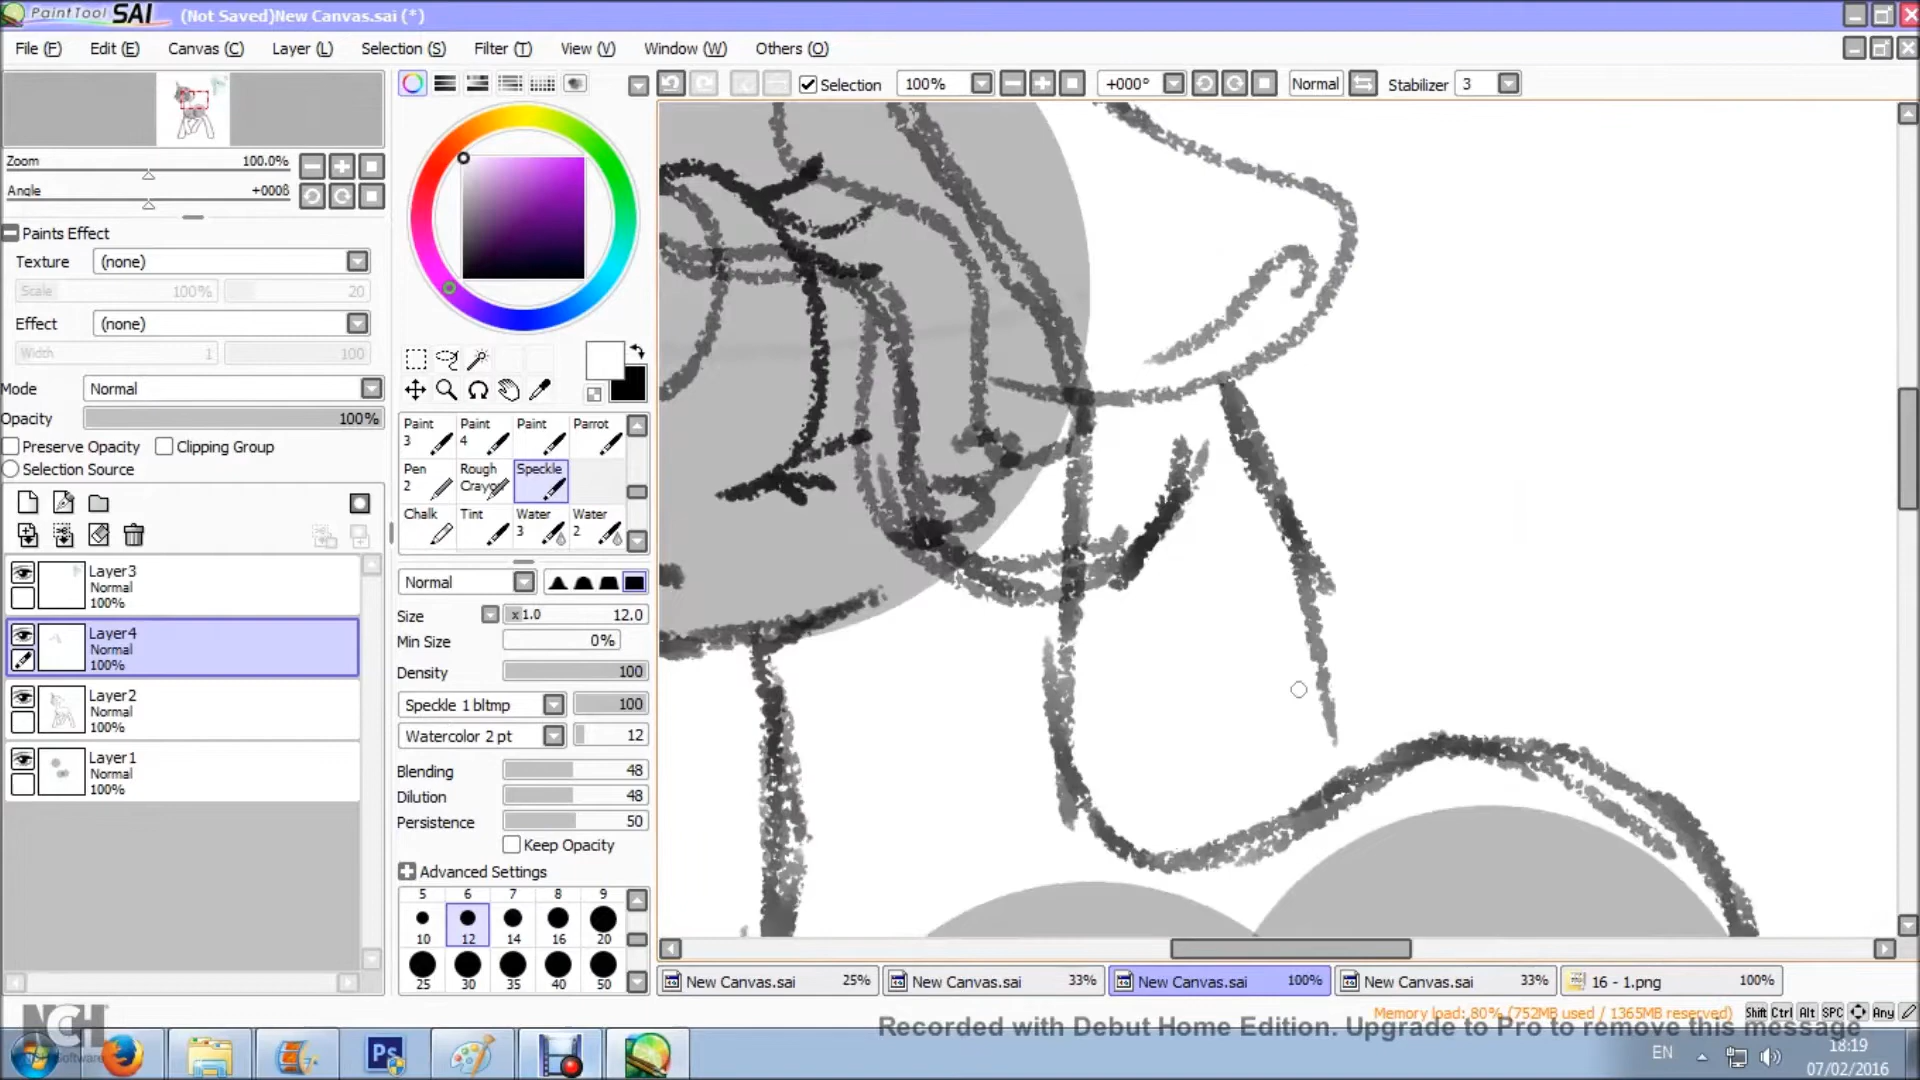 PaintTool SAI (Not Saved)New Canvas.sai (*)
File (F) Edit (E) Canvas (C) Layer (L) Selection (S) Filter (T) View (V) Window (W) Others (O)
Selection 100% +000° Normal Stabilizer 3
Zoom 100.0%
Angle +000ß
Paints Effect
Texture (none)
Scale 100% 20
Effect (none)
Width 1 100
Mode Normal
Opacity 100%
Preserve Opacity Clipping Group
Selection Source
Layer3
Normal
100%
Layer4
Normal
100%
Layer2
Normal
100%
Layer1
Normal
100%
Paint 3 Paint 4 Paint Parrot
Pen 2 Rough Crayon Speckle
Chalk Tint Water 3 Water 2
Normal
Size x1.0 12.0
Min Size 0%
Density 100
Speckle 1 bltmp 100
Watercolor 2 pt 12
Blending 48
Dilution 48
Persistence 50
Keep Opacity
Advanced Settings
5 6 7 8 9
10 12 14 16 20
25 30 35 40 50
New Canvas.sai 25% New Canvas.sai 33% New Canvas.sai 100% New Canvas.sai 33% 16 - 1.png 100%
Memory load: 80% (752MB used / 1365MB reserved) Shift Ctrl Alt SPC Any
NCH Software
Recorded with Debut Home Edition. Upgrade to Pro to remove this message
Ps
EN
18:19
07/02/2016